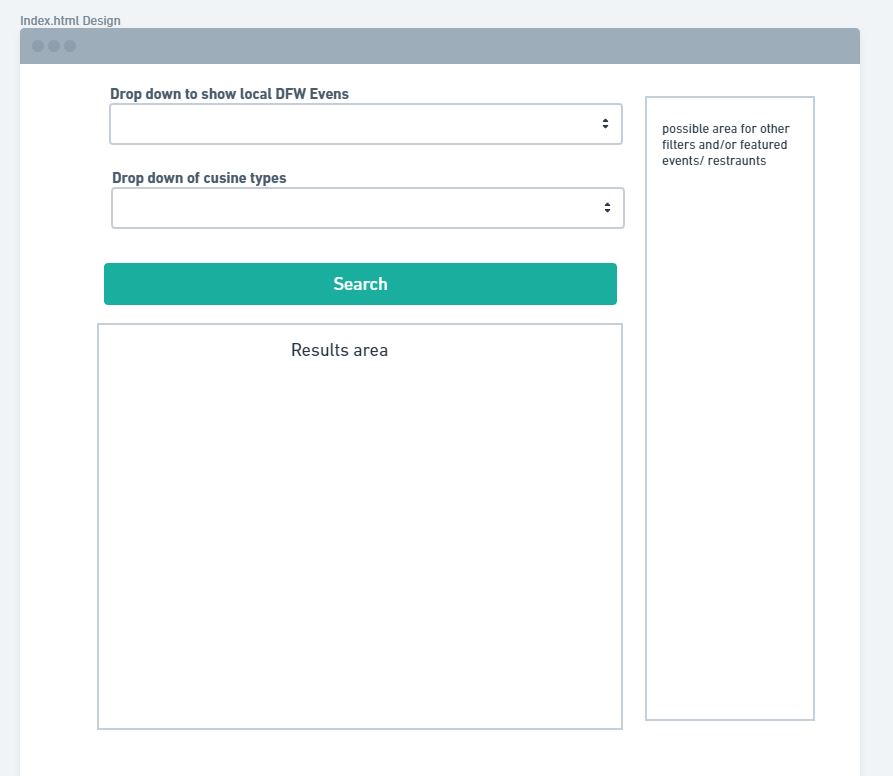 Index.html Design
Drop down to show local DFW Evens
Drop down of cusine types
Search
Results area
possible area for other
filters and/or featured
events/ restraunts